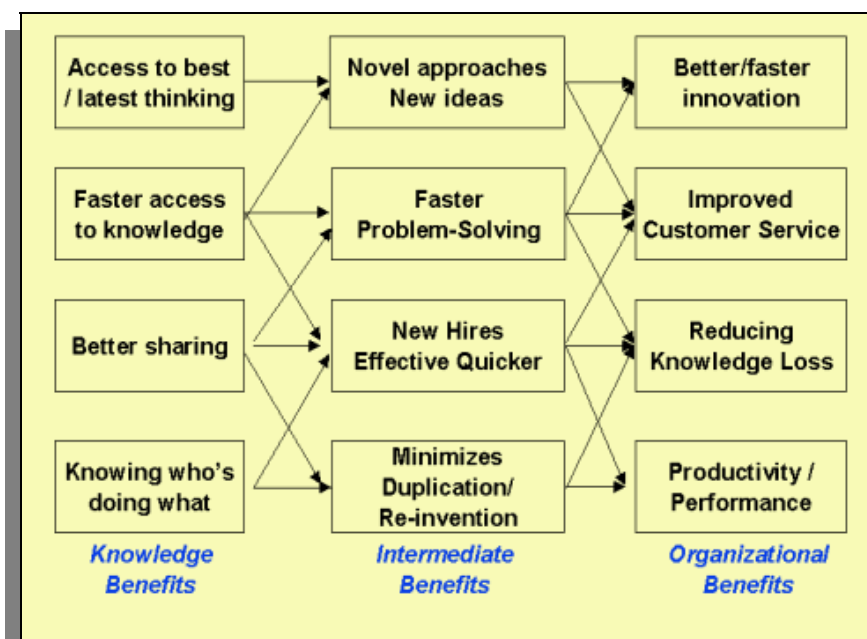 Access to best
/ latest thinking
Novel approaches
New ideas
Better/faster
innovation
Faster access
to knowledge
Faster
Problem-Solving
Improved
Customer Service
Better sharing
New Hires
Effective Quicker
Reducing
Knowledge Loss
Knowing who's
doing what
Minimizes
Duplication/
Re-invention
Productivity /
Performance
Knowledge
Benefits
Intermediate
Benefits
Organizational
Benefits